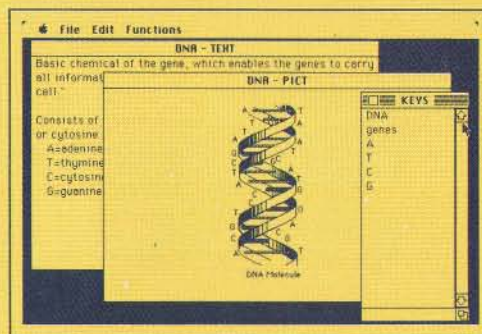 File Edit Functions
DNA - TEXT
Basic chemical of the gene, which enables the genes to carry
all informat
cell."
Consists of
or cytosine
A=adenine
T=thymine
C=cytosin
G=guanine
DNA - PICT
DNA Molecule
KEYS
DNA
genes
A
T
C
G